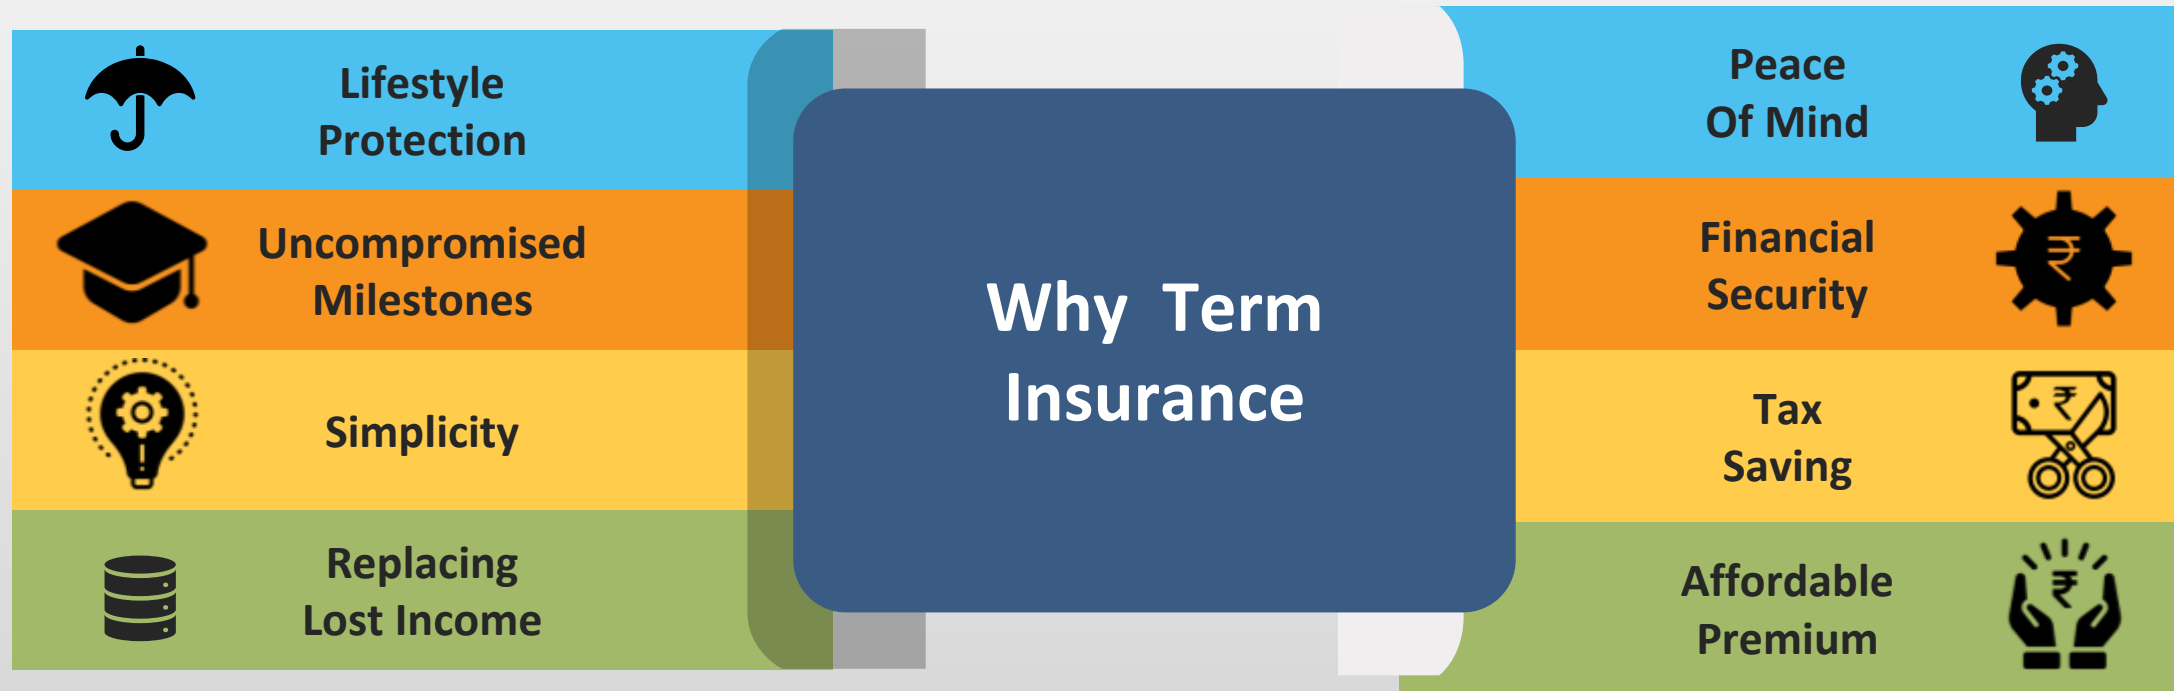 Lifestyle
Protection
Uncompromised
Milestones
Simplicity
Replacing
Lost Income
Why Term
Insurance
Peace
Of Mind
Financial
Security
₹
Tax
Saving
₹
Affordable
Premium
₹